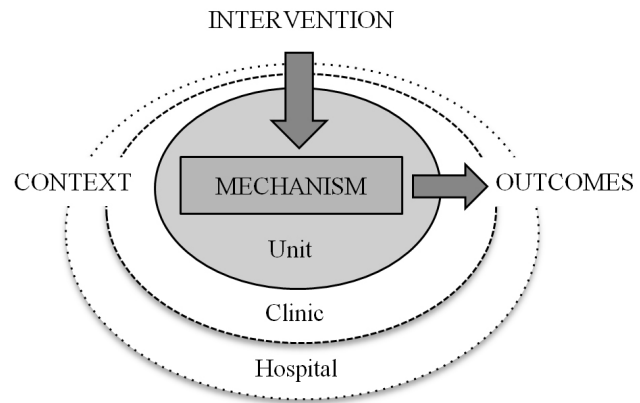 INTERVENTION
CONTEXT
MECHANISM
OUTCOMES
Unit
Clinic
Hospital